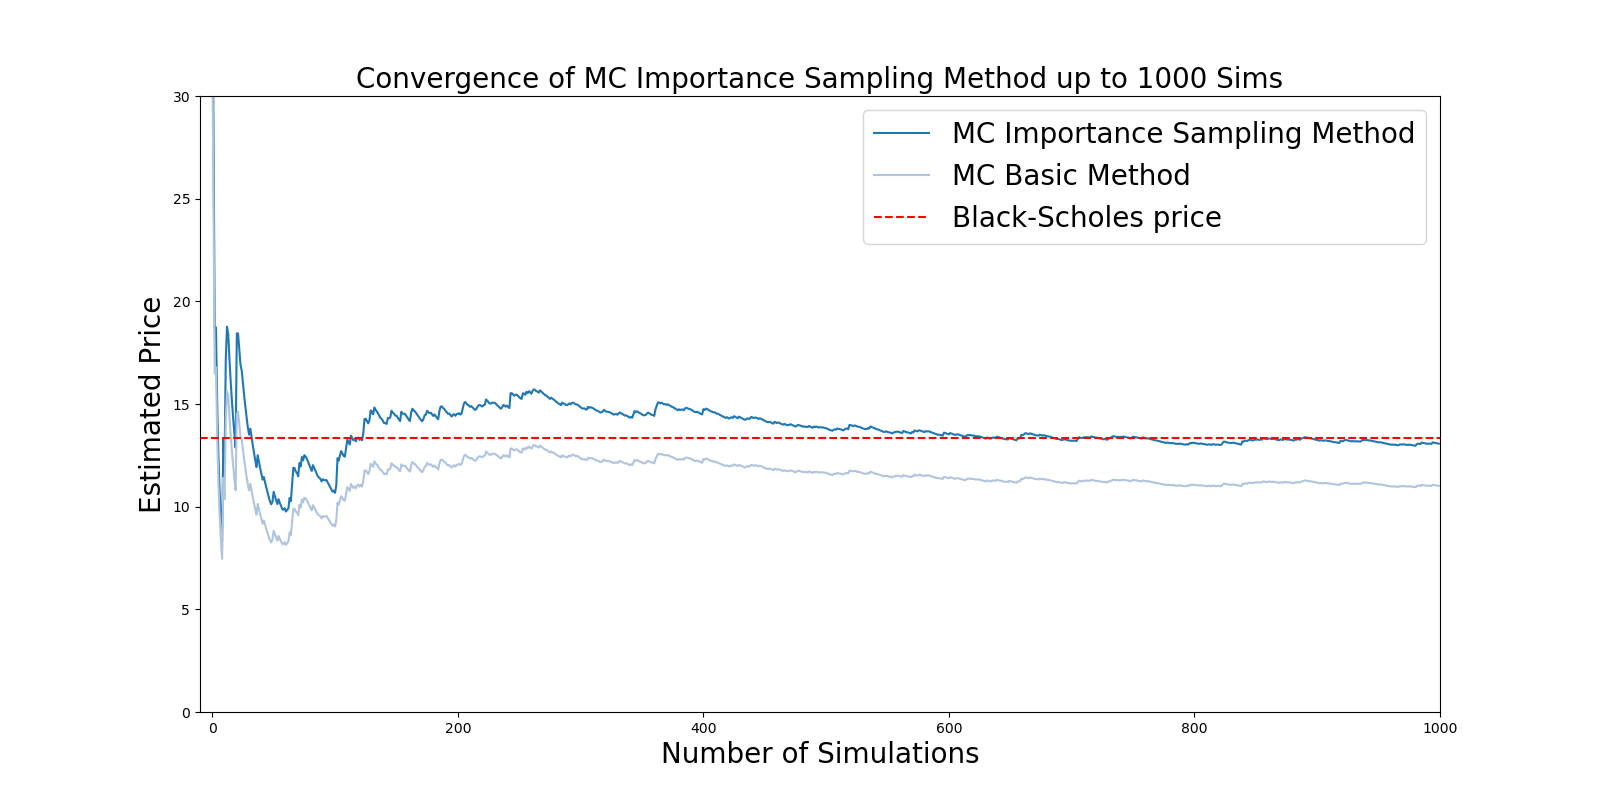 Convergence of MC Importance Sampling Method up to 1000 Sims
MC Importance Sampling Method
MC Basic Method
Black-Scholes price
Estimated Price
30
25
20
15
10
5
0
0 200 400 600 800 1000
Number of Simulations